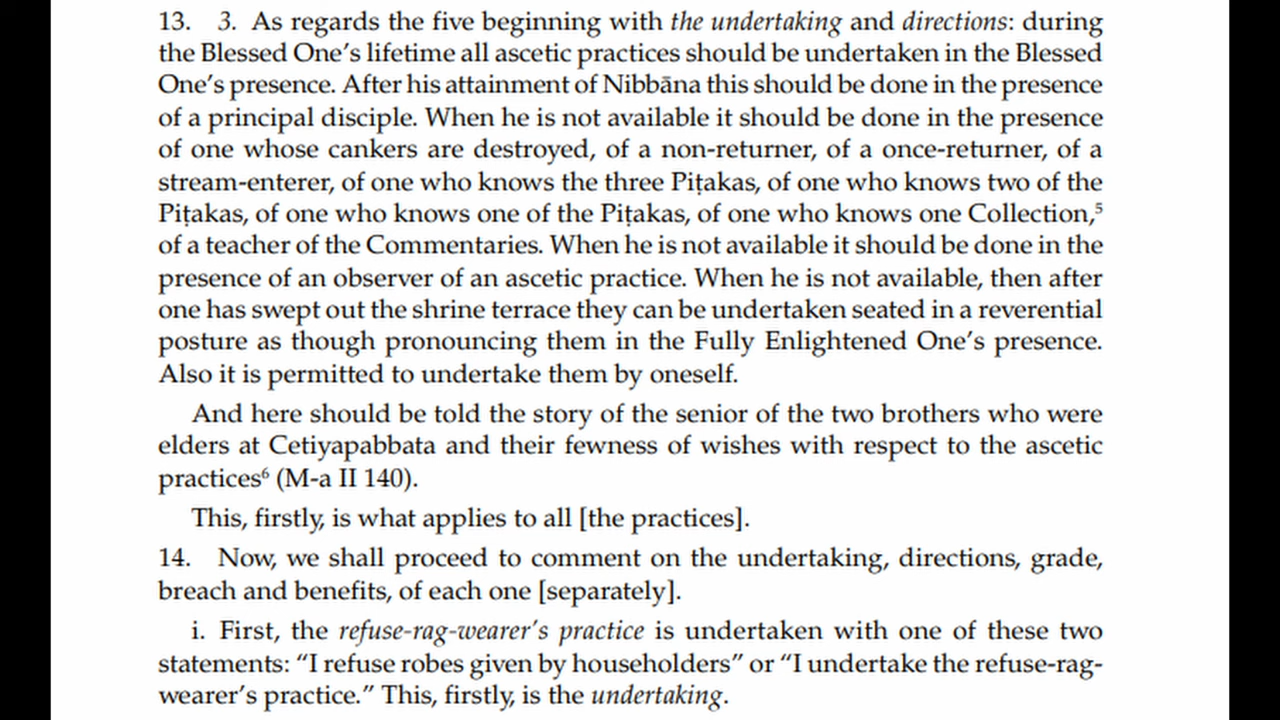 13. 3. As regards the five beginning with the undertaking and directions: during
the Blessed One’s lifetime all ascetic practices should be undertaken in the Blessed
One’s presence. After his attainment of Nibbāna this should be done in the presence
of a principal disciple. When he is not available it should be done in the presence
of one whose cankers are destroyed, of a non-returner, of a once-returner, of a
stream-enterer, of one who knows the three Piṭakas, of one who knows two of the
Piṭakas, of one who knows one of the Piṭakas, of one who knows one Collection,⁵
of a teacher of the Commentaries. When he is not available it should be done in the
presence of an observer of an ascetic practice. When he is not available, then after
one has swept out the shrine terrace they can be undertaken seated in a reverential
posture as though pronouncing them in the Fully Enlightened One’s presence.
Also it is permitted to undertake them by oneself.
And here should be told the story of the senior of the two brothers who were
elders at Cetiyapabbata and their fewness of wishes with respect to the ascetic
practices⁶ (M-a II 140).
This, firstly, is what applies to all [the practices].
14. Now, we shall proceed to comment on the undertaking, directions, grade,
breach and benefits, of each one [separately].
i. First, the refuse-rag-wearer’s practice is undertaken with one of these two
statements: “I refuse robes given by householders” or “I undertake the refuse-rag-
wearer’s practice.” This, firstly, is the undertaking.